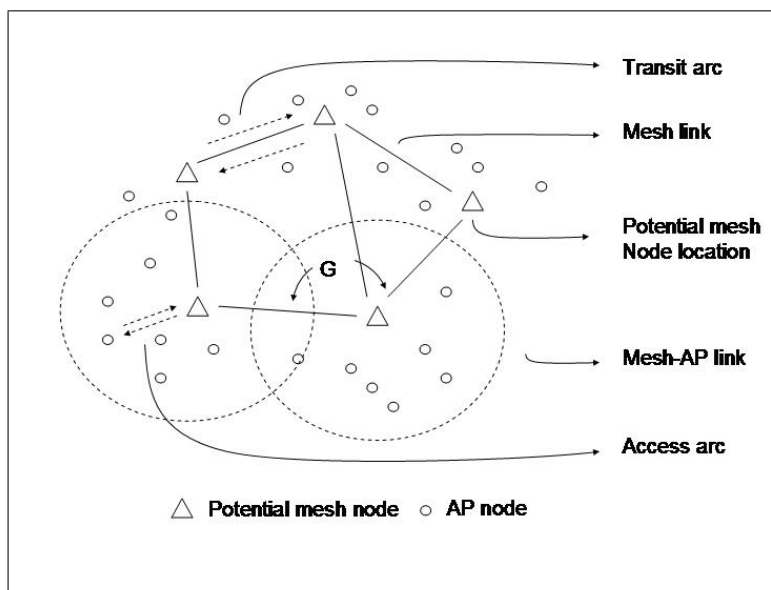 Transit arc
Mesh link
Potential mesh
Node location
G
Mesh-AP link
Access arc
Potential mesh node
AP node